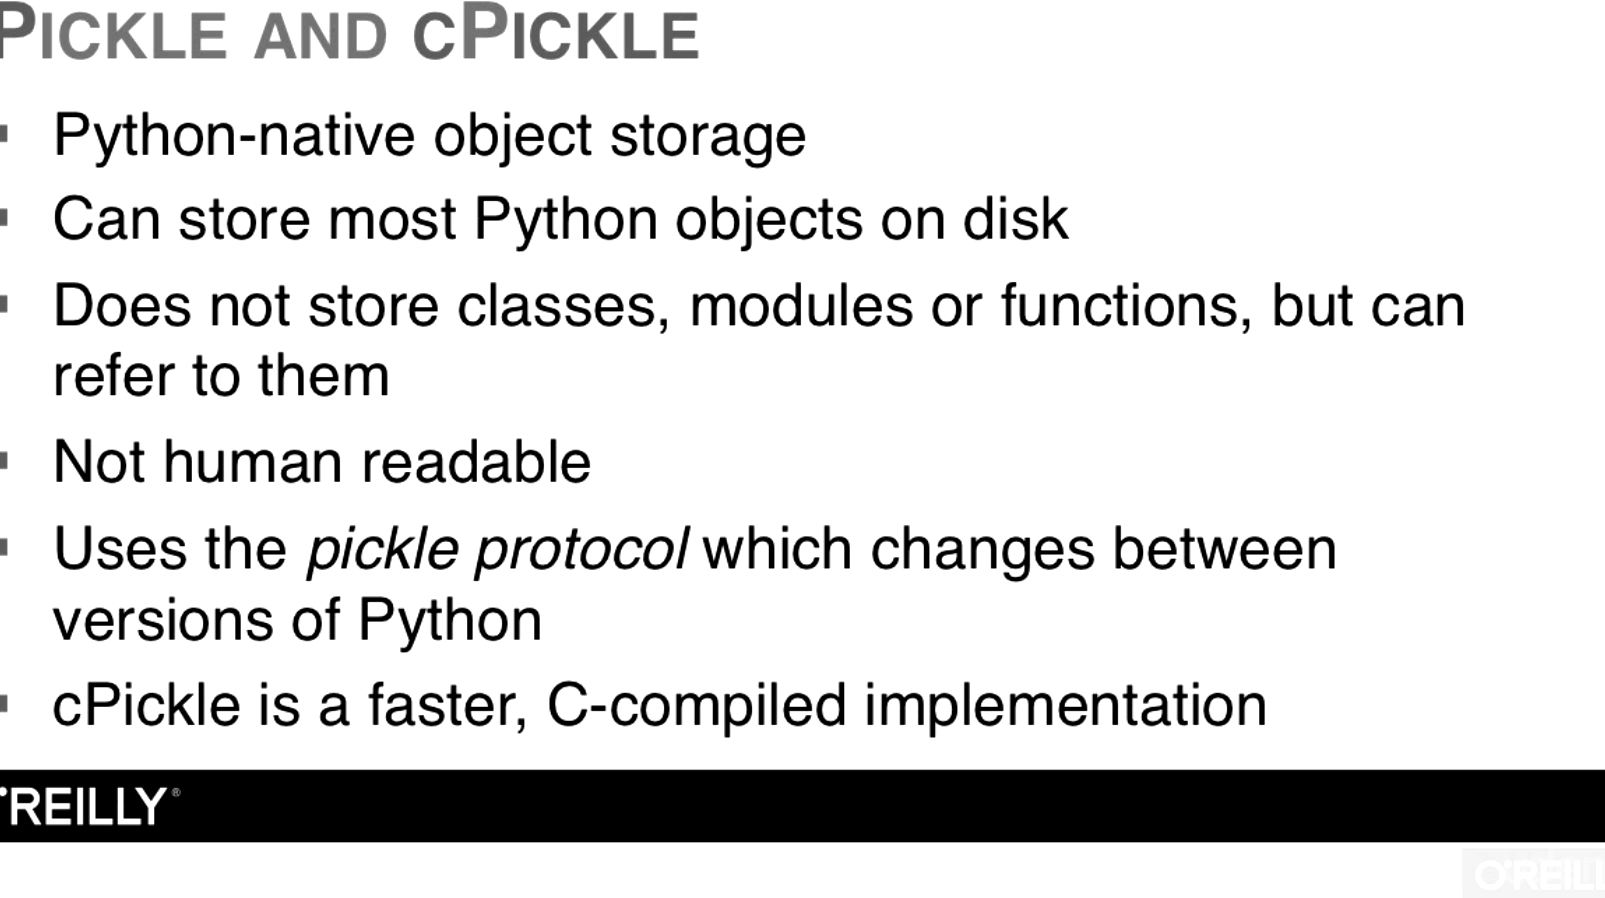 PICKLE AND CPICKLE
▪ Python-native object storage
▪ Can store most Python objects on disk
▪ Does not store classes, modules or functions, but can
refer to them
▪ Not human readable
▪ Uses the pickle protocol which changes between
versions of Python
▪ cPickle is a faster, C-compiled implementation
'REILLY®
O'REILL